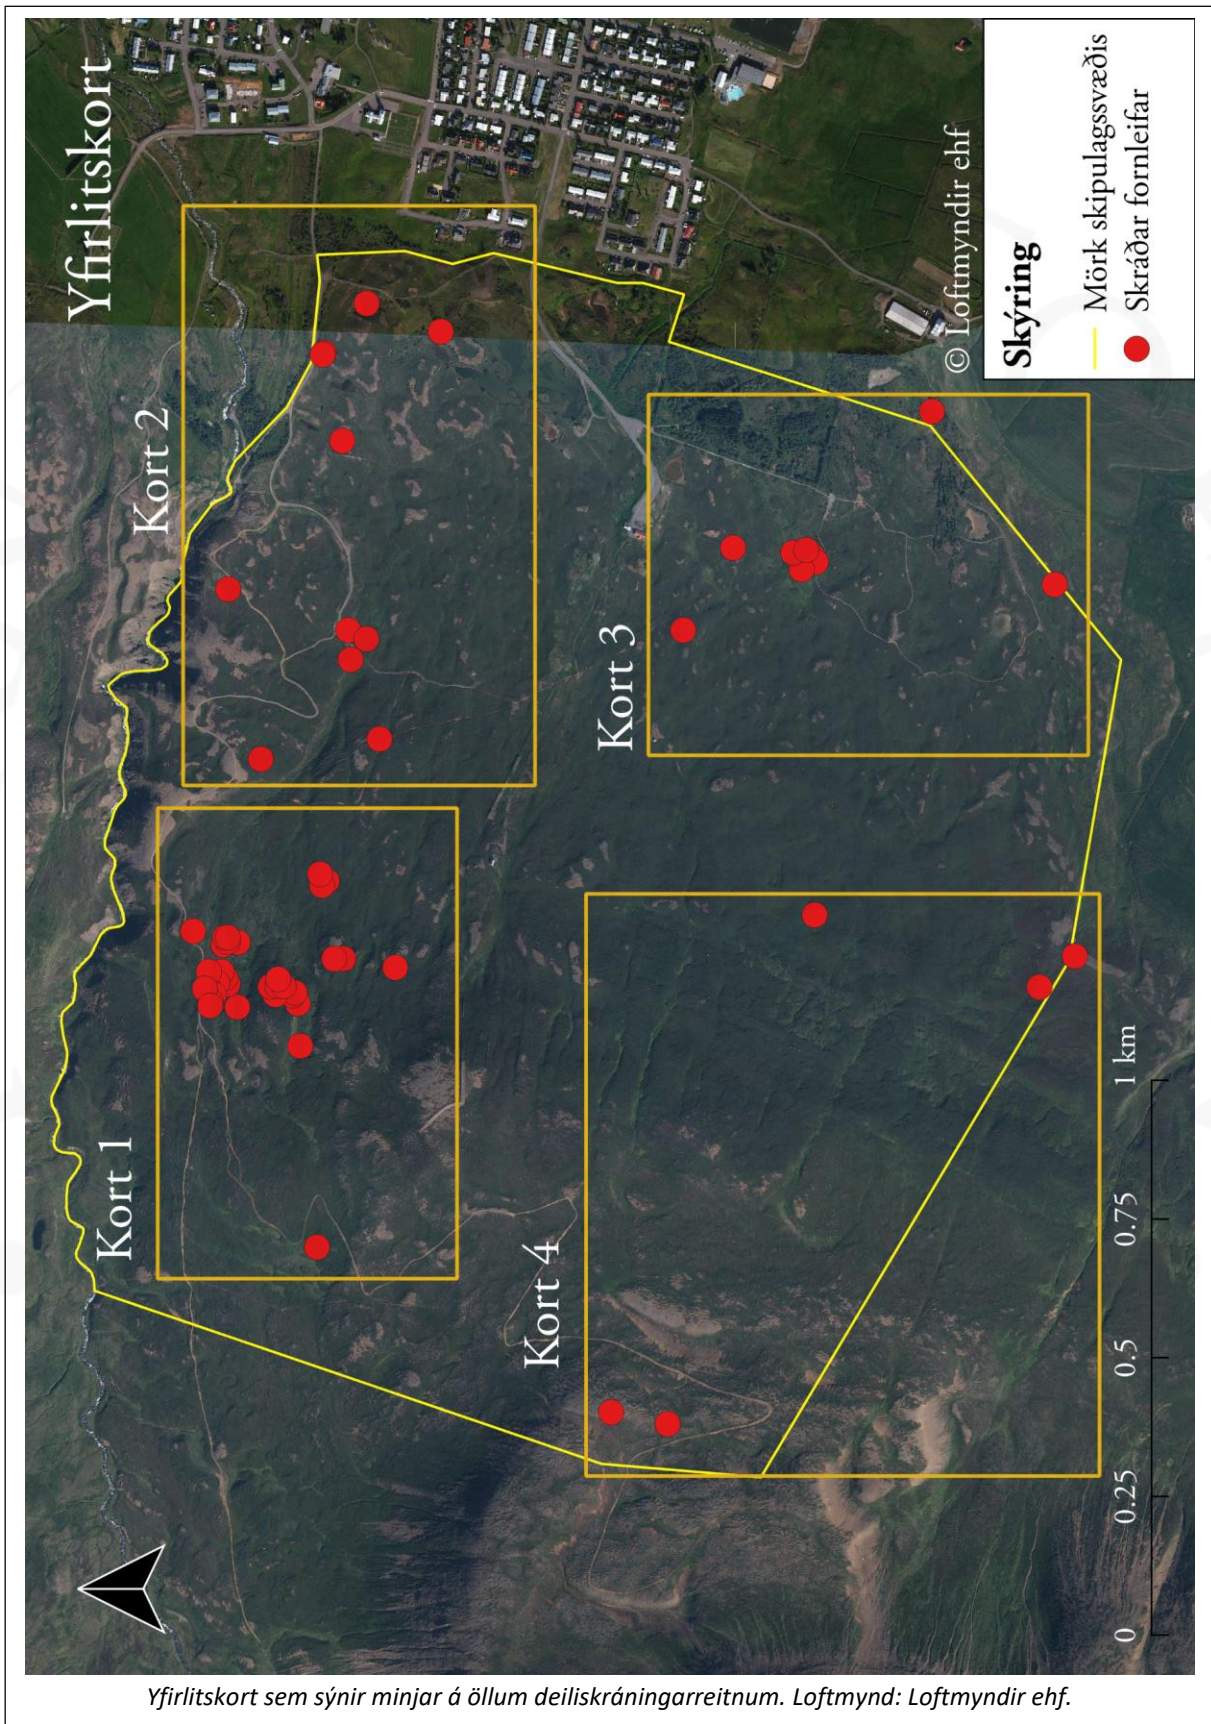 Yfirlitskort
Kort 1
Kort 2
Kort 3
Kort 4
© Loftmyndir ehf
Skýring
Mörk skipulagssvæðis
Skráðar fornleifar
0 0.25 0.5 0.75 1 km
Yfirlitskort sem sýnir minjar á öllum deiliskráningarreitnum. Loftmynd: Loftmyndir ehf.